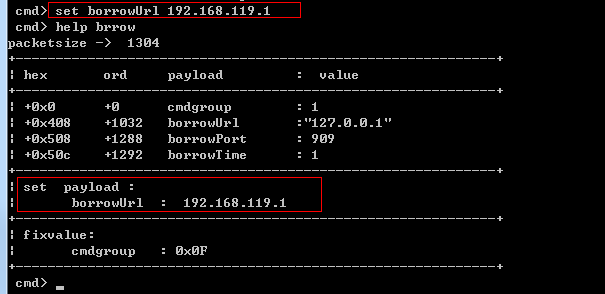 cmd> set borrowUrl 192.168.119.1
cmd> help brrow
packetsize -> 1304
+---------------------------------------------------------+
¦ hex ord payload : value
+---------------------------------------------------------+
¦ +0x0 +0 cmdgroup : 1
¦ +0x408 +1032 borrowUrl :"127.0.0.1"
¦ +0x508 +1288 borrowPort : 909
¦ +0x50c +1292 borrowTime : 1
+---------------------------------------------------------+
¦ set payload :
¦ borrowUrl : 192.168.119.1
+---------------------------------------------------------+
¦ fixvalue:
¦ cmdgroup : 0x0F
+---------------------------------------------------------+
cmd> _